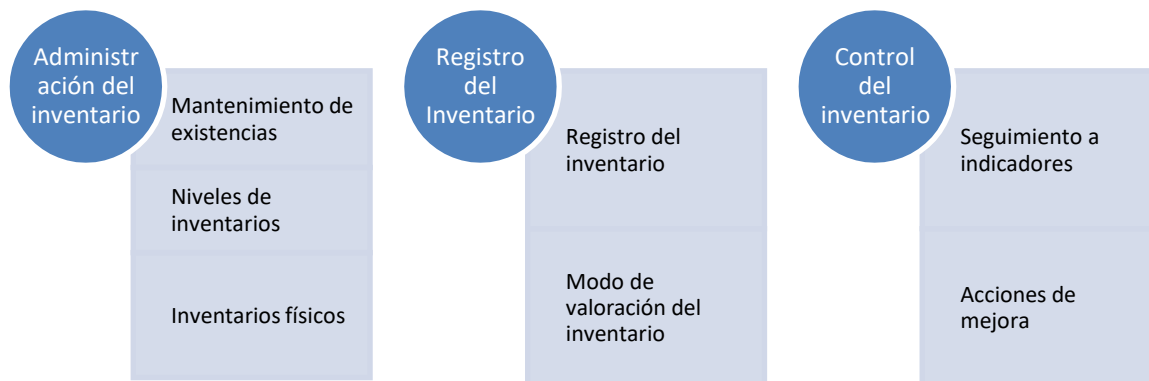 Administr
ación del
inventario
Mantenimiento de
existencias
Niveles de
inventarios
Inventarios físicos
Registro
del
Inventario
Registro del
inventario
Modo de
valoración del
inventario
Control
del
inventario
Seguimiento a
indicadores
Acciones de
mejora